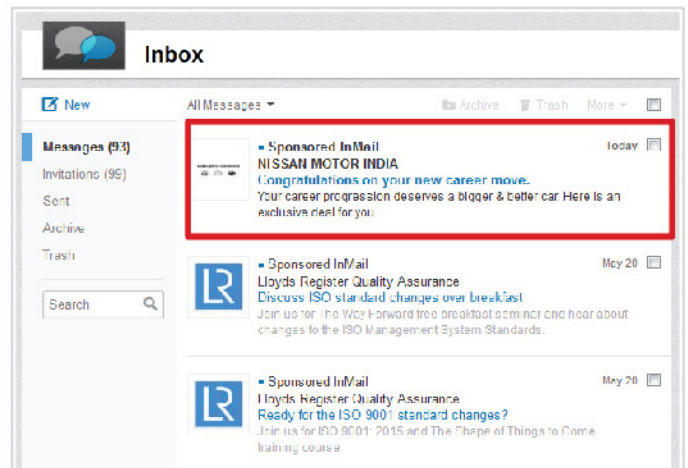 Inbox
New
All Messages
Archive
Trash
More
Messages (93)
Invitations (99)
Sent
Archive
Trash
Search
Sponsored InMail
Today
NISSAN MOTOR INDIA
Congratulations on your new career move.
Your career progression deserves a bigger & better car. Here is an
exclusive deal for you
Sponsored InMail
May 20
Lloyds Register Quality Assurance
Discuss ISO standard changes over breakfast
Join us for The Way Forward free breakfast seminar and hear about
changes to the ISO Management System Standards.
LR
Sponsored InMail
May 20
Lloyds Register Quality Assurance
Ready for the ISO 9001 standard changes?
Join us for ISO 9001: 2015 and The Shape of Things to Come
training course
LR